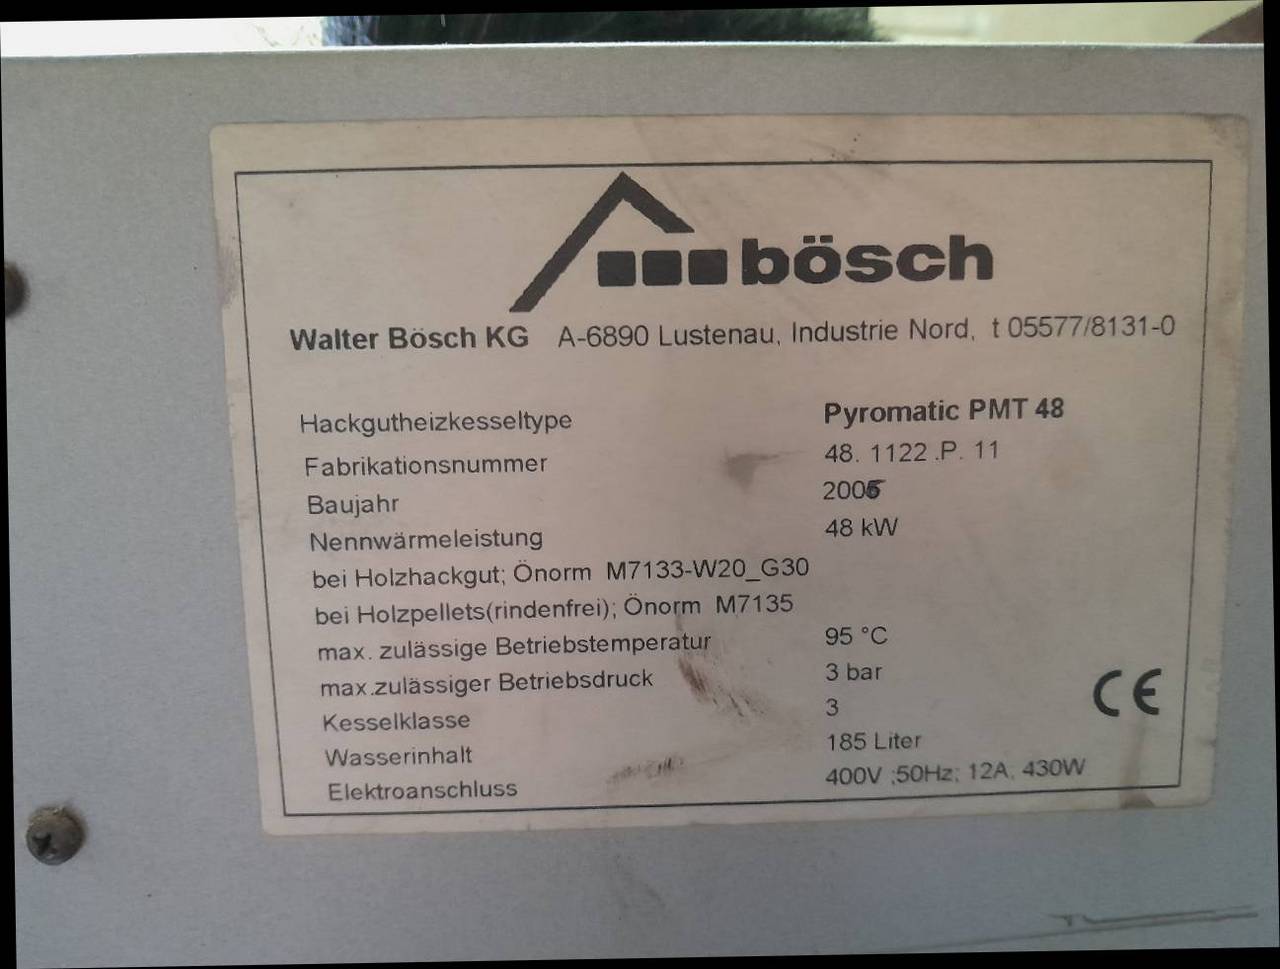 bösch
Walter Bösch KG A-6890 Lustenau, Industrie Nord, t 05577/8131-0
Hackgutheizkesseltype Pyromatic PMT 48
Fabrikationsnummer 48. 1122 .P. 11
Baujahr
Nennwärmeleistung 48 kW
bei Holzhackgut; Önorm M7133-W20_G30
bei Holzpellets(rindenfrei); Önorm M7135
max. zulässige Betriebstemperatur 95 °C
max.zulässiger Betriebsdruck 3 bar
Kesselklasse 3
Wasserinhalt 185 Liter
Elektroanschluss 400V ;50Hz; 12A, 430W
CE